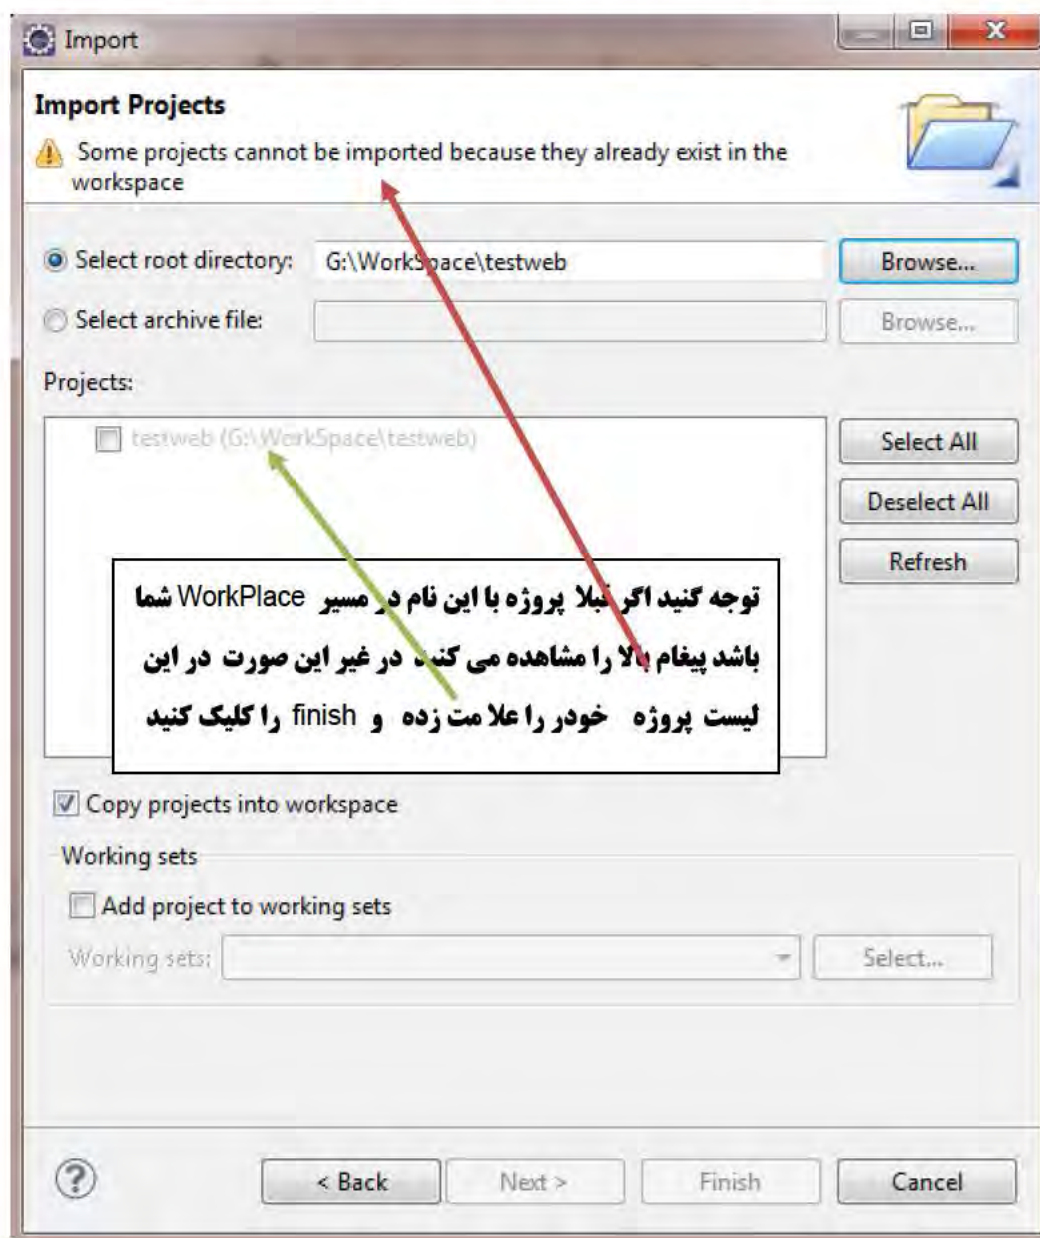 Import
Import Projects
Some projects cannot be imported because they already exist in the
workspace
Select root directory: G:\WorkSpace\testweb Browse...
Select archive file: Browse...
Projects:
testweb (G:\WorkSpace\testweb)
Select All
Deselect All
Refresh
توجه کنید اگر قبلا پروژه با این نام در مسیر WorkPlace شما
باشد پیغام بالا را مشاهده می کنید در غیر این صورت در این
لیست پروژه خودر را علامت زده و finish را کلیک کنید
Copy projects into workspace
Working sets
Add project to working sets
Working sets: Select...
? < Back Next > Finish Cancel